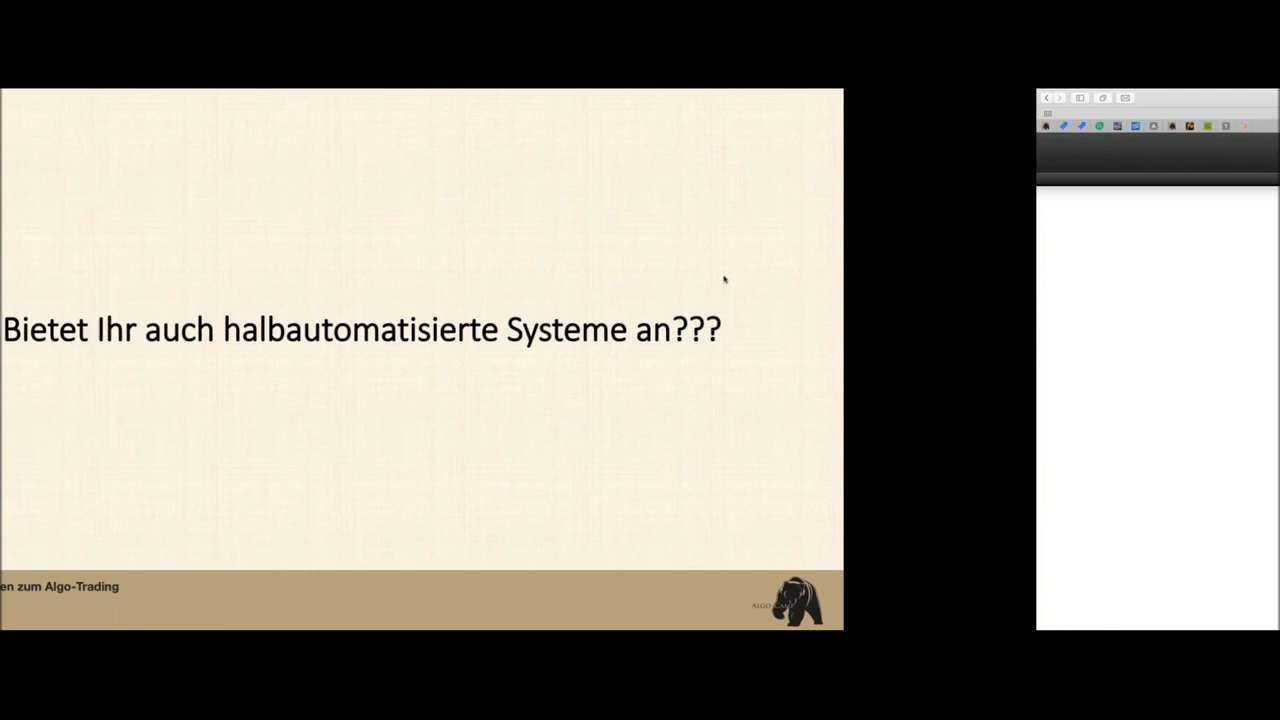 Bietet Ihr auch halbautomatisierte Systeme an???
en zum Algo-Trading